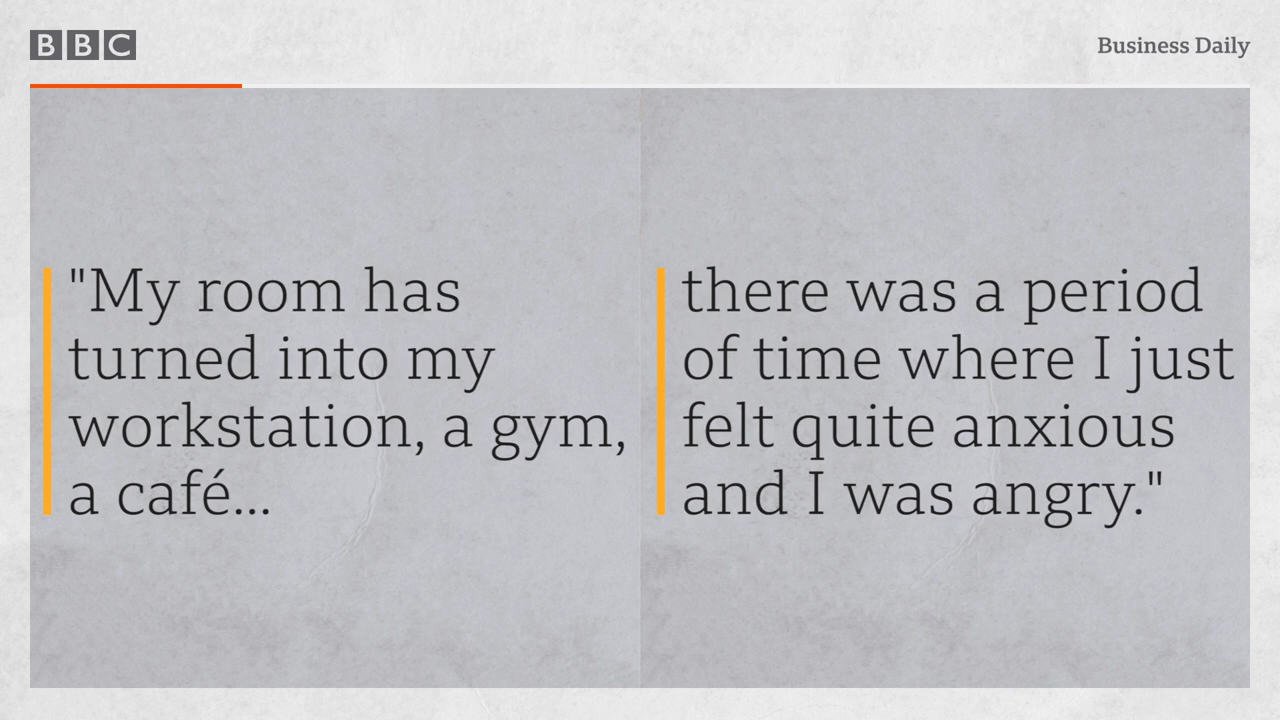 BBC
Business Daily
"My room has
turned into my
workstation, a gym,
a café...
there was a period
of time where I just
felt quite anxious
and I was angry."